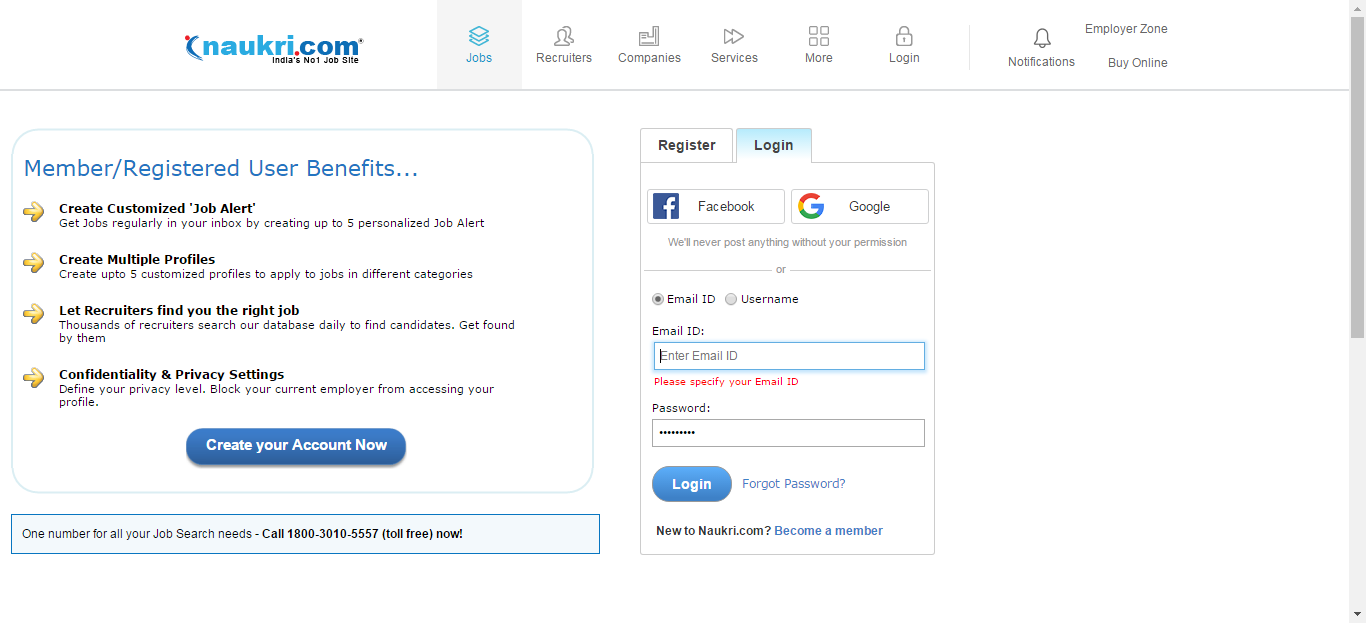 naukri.com
India's No1 Job Site
Jobs
Recruiters
Companies
Services
More
Login
Notifications
Employer Zone
Buy Online
Member/Registered User Benefits...
Create Customized 'Job Alert'
Get Jobs regularly in your inbox by creating up to 5 personalized Job Alert
Create Multiple Profiles
Create upto 5 customized profiles to apply to jobs in different categories
Let Recruiters find you the right job
Thousands of recruiters search our database daily to find candidates. Get found
by them
Confidentiality & Privacy Settings
Define your privacy level. Block your current employer from accessing your
profile.
Create your Account Now
One number for all your Job Search needs - Call 1800-3010-5557 (toll free) now!
Register
Login
Facebook
Google
We'll never post anything without your permission
or
Email ID
Username
Email ID:
Enter Email ID
Please specify your Email ID
Password:
•••••••••
Login
Forgot Password?
New to Naukri.com? Become a member